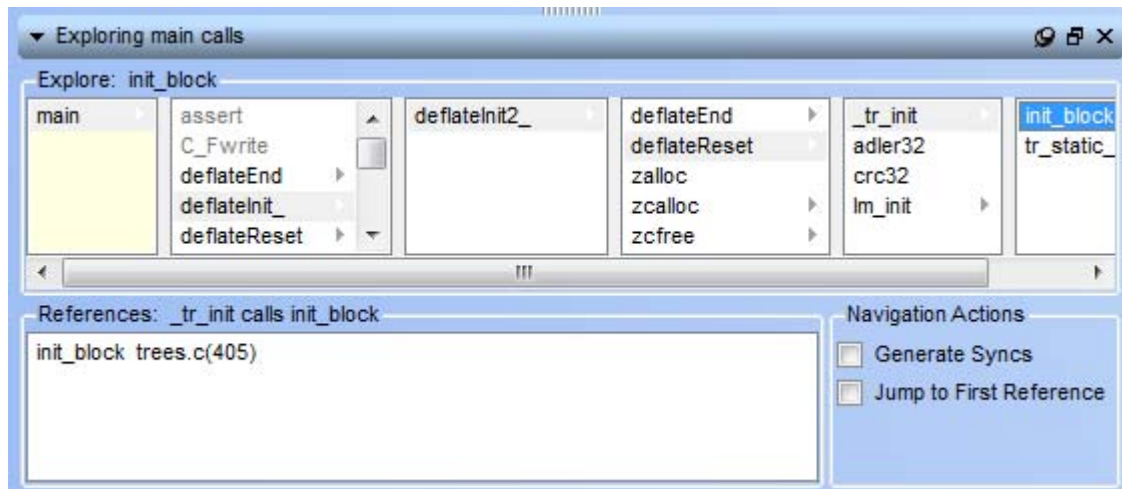 Exploring main calls
Explore: init_block
main
assert
C_Fwrite
deflateEnd
deflateInit_
deflateReset
deflateInit2_
deflateEnd
deflateReset
zalloc
zcalloc
zcfree
_tr_init
adler32
crc32
lm_init
init_block
tr_static_
References: _tr_init calls init_block
init_block trees.c(405)
Navigation Actions
Generate Syncs
Jump to First Reference